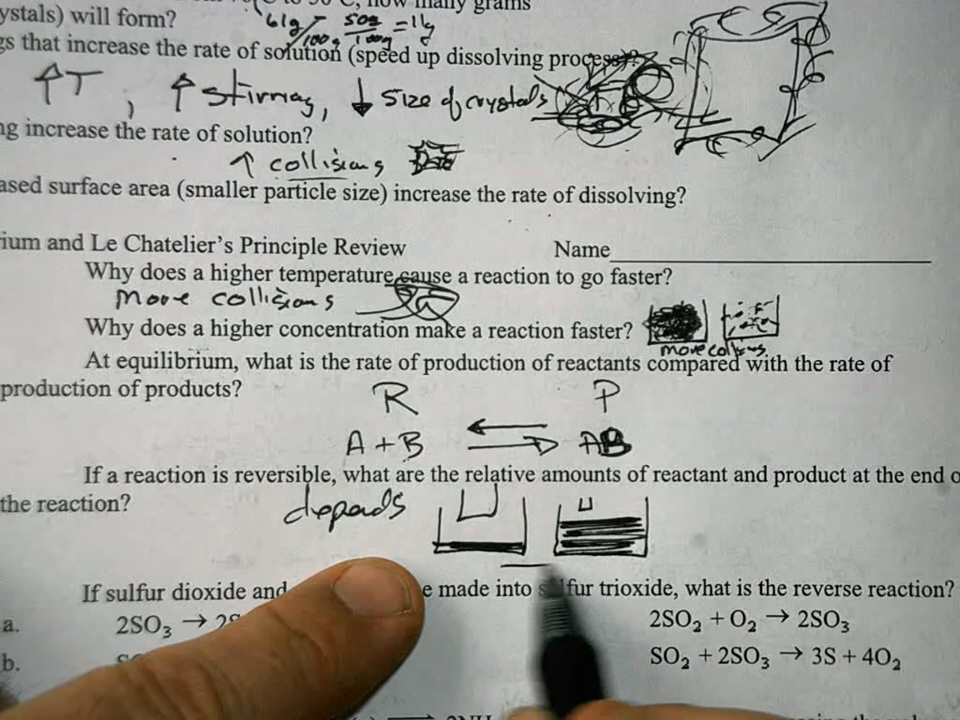 ystals) will form?
61g/100g 50g/100g = 11g
gs that increase the rate of solution (speed up dissolving process)?
↑T, ↑stirring, ↓ size of crystals
ng increase the rate of solution?
↑ collisions
ased surface area (smaller particle size) increase the rate of dissolving?
ium and Le Chatelier's Principle Review Name
Why does a higher temperature cause a reaction to go faster?
more collisions
Why does a higher concentration make a reaction faster?
more collisions
At equilibrium, what is the rate of production of reactants compared with the rate of
production of products?
R P
A + B ⇄ AB
If a reaction is reversible, what are the relative amounts of reactant and product at the end o
the reaction?
depends
If sulfur dioxide and e made into sulfur trioxide, what is the reverse reaction?
a. 2SO₃ → 2S 2SO₂ + O₂ → 2SO₃
b. SO₂ + 2SO₃ → 3S + 4O₂